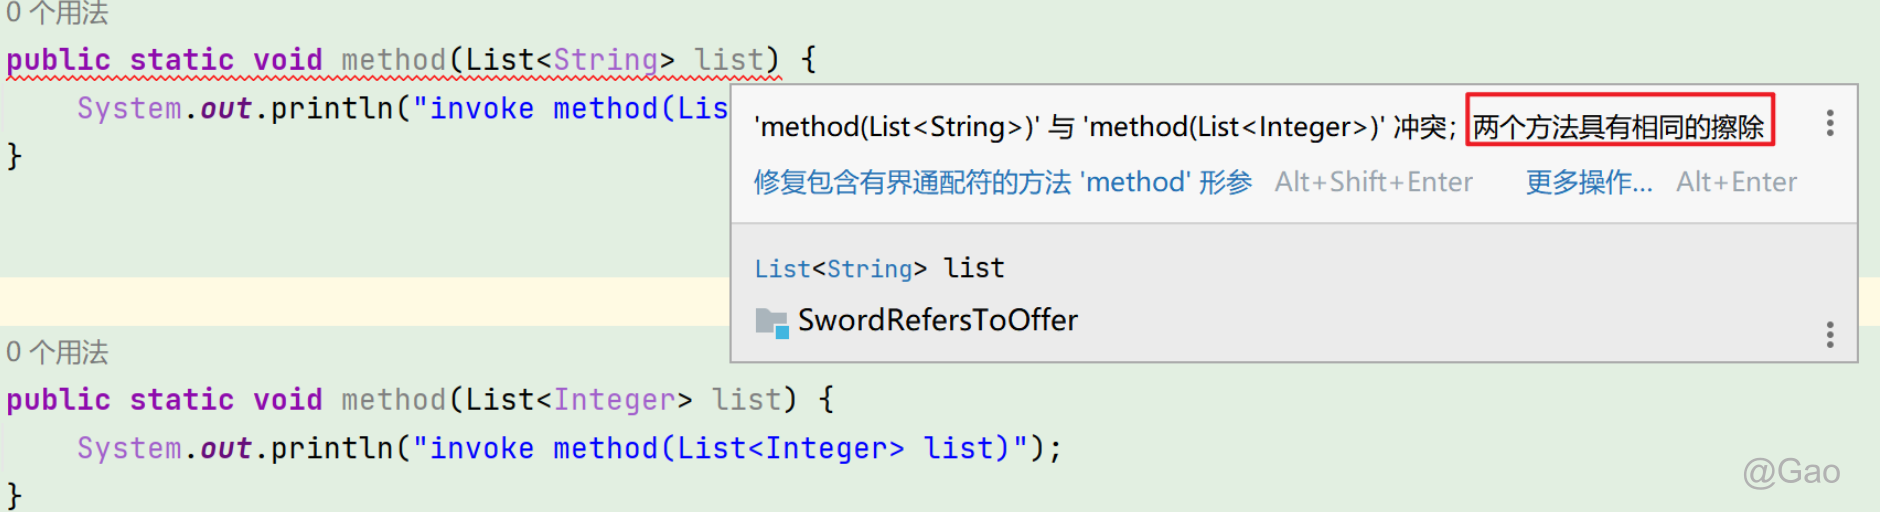 0 个用法
public static void method(List<String> list) {
System.out.println("invoke method(Lis
}
'method(List<String>)' 与 'method(List<Integer>)' 冲突；两个方法具有相同的擦除
修复包含有界通配符的方法 'method' 形参 Alt+Shift+Enter 更多操作... Alt+Enter
List<String> list
SwordRefersToOffer
0 个用法
public static void method(List<Integer> list) {
System.out.println("invoke method(List<Integer> list)");
}
@Gao